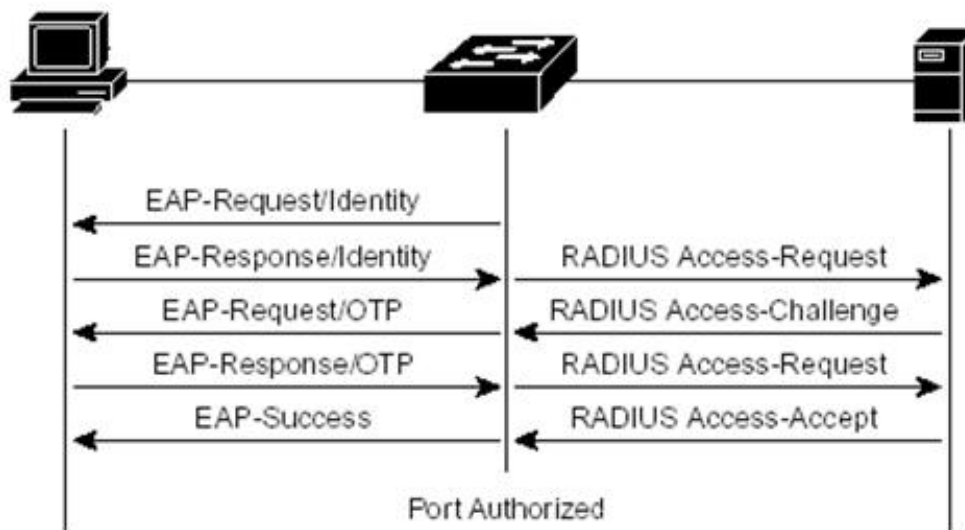 EAP-Request/Identity
EAP-Response/Identity RADIUS Access-Request
EAP-Request/OTP RADIUS Access-Challenge
EAP-Response/OTP RADIUS Access-Request
EAP-Success RADIUS Access-Accept
Port Authorized